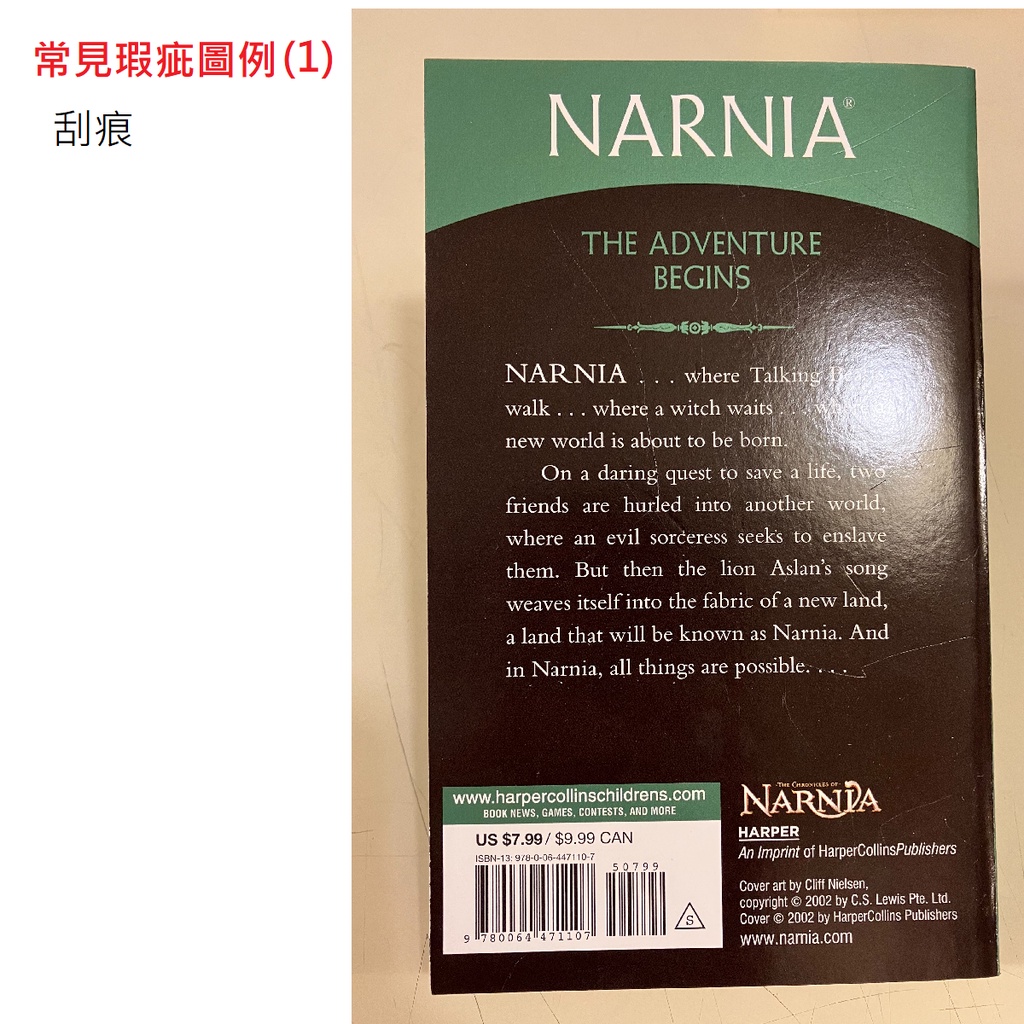 常見瑕疵圖例(1)
刮痕
NARNIA®
THE ADVENTURE
BEGINS
NARNIA . . . where Talking
walk . . . where a witch waits . . .
new world is about to be born.
On a daring quest to save a life, two
friends are hurled into another world,
where an evil sorceress seeks to enslave
them. But then the lion Aslan's song
weaves itself into the fabric of a new land,
a land that will be known as Narnia. And
in Narnia, all things are possible. . . .
www.harpercollinschildrens.com
BOOK NEWS, GAMES, CONTESTS, AND MORE
US $7.99 / $9.99 CAN
ISBN-13: 978-0-06-447110-7
50799
9 780064 471107
S
THE CHRONICLES OF
NARNIA
HARPER
An Imprint of HarperCollinsPublishers
Cover art by Cliff Nielsen,
copyright © 2002 by C.S. Lewis Pte. Ltd.
Cover © 2002 by HarperCollins Publishers
www.narnia.com